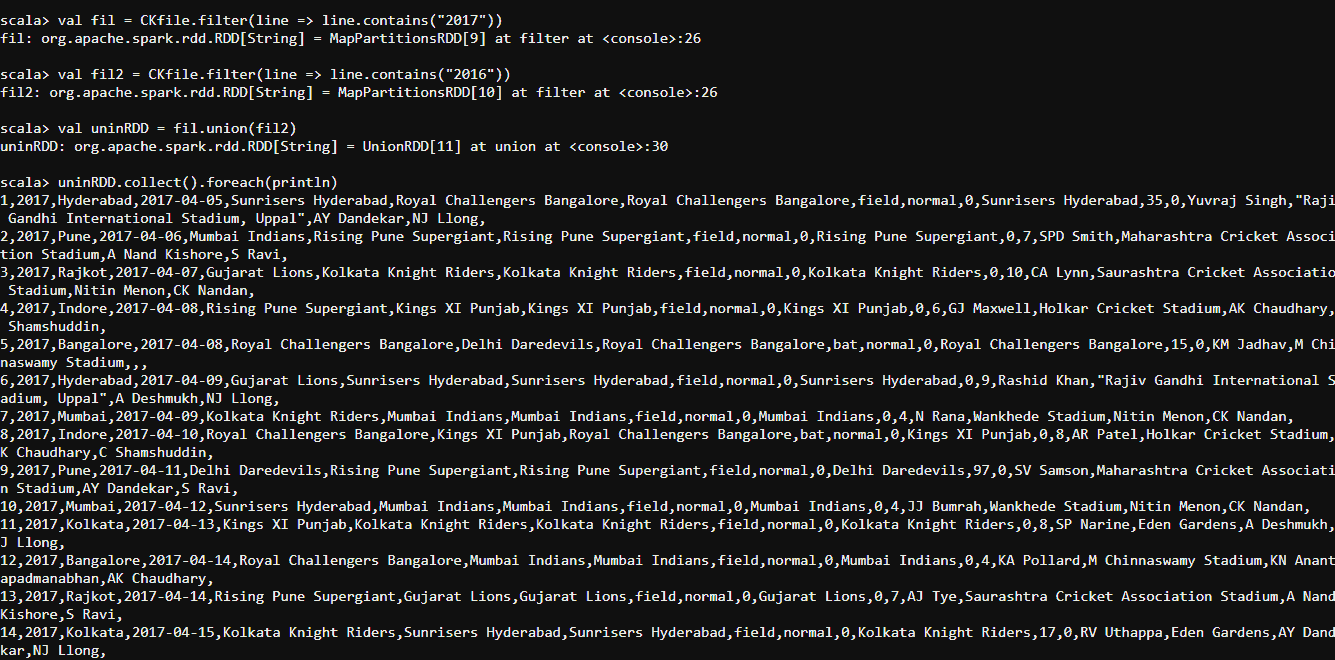 scala> val fil = CKfile.filter(line => line.contains("2017"))
fil: org.apache.spark.rdd.RDD[String] = MapPartitionsRDD[9] at filter at <console>:26
scala> val fil2 = CKfile.filter(line => line.contains("2016"))
fil2: org.apache.spark.rdd.RDD[String] = MapPartitionsRDD[10] at filter at <console>:26
scala> val uninRDD = fil.union(fil2)
uninRDD: org.apache.spark.rdd.RDD[String] = UnionRDD[11] at union at <console>:30
scala> uninRDD.collect().foreach(println)
1,2017,Hyderabad,2017-04-05,Sunrisers Hyderabad,Royal Challengers Bangalore,Royal Challengers Bangalore,field,normal,0,Sunrisers Hyderabad,35,0,Yuvraj Singh,"Raji
Gandhi International Stadium, Uppal",AY Dandekar,NJ Llong,
2,2017,Pune,2017-04-06,Mumbai Indians,Rising Pune Supergiant,Rising Pune Supergiant,field,normal,0,Rising Pune Supergiant,0,7,SPD Smith,Maharashtra Cricket Associ
tion Stadium,A Nand Kishore,S Ravi,
3,2017,Rajkot,2017-04-07,Gujarat Lions,Kolkata Knight Riders,Kolkata Knight Riders,field,normal,0,Kolkata Knight Riders,0,10,CA Lynn,Saurashtra Cricket Associatio
Stadium,Nitin Menon,CK Nandan,
4,2017,Indore,2017-04-08,Rising Pune Supergiant,Kings XI Punjab,Kings XI Punjab,field,normal,0,Kings XI Punjab,0,6,GJ Maxwell,Holkar Cricket Stadium,AK Chaudhary,
Shamshuddin,
5,2017,Bangalore,2017-04-08,Royal Challengers Bangalore,Delhi Daredevils,Royal Challengers Bangalore,bat,normal,0,Royal Challengers Bangalore,15,0,KM Jadhav,M Chi
naswamy Stadium,,,
6,2017,Hyderabad,2017-04-09,Gujarat Lions,Sunrisers Hyderabad,Sunrisers Hyderabad,field,normal,0,Sunrisers Hyderabad,0,9,Rashid Khan,"Rajiv Gandhi International S
adium, Uppal",A Deshmukh,NJ Llong,
7,2017,Mumbai,2017-04-09,Kolkata Knight Riders,Mumbai Indians,Mumbai Indians,field,normal,0,Mumbai Indians,0,4,N Rana,Wankhede Stadium,Nitin Menon,CK Nandan,
8,2017,Indore,2017-04-10,Royal Challengers Bangalore,Kings XI Punjab,Royal Challengers Bangalore,bat,normal,0,Kings XI Punjab,0,8,AR Patel,Holkar Cricket Stadium,
K Chaudhary,C Shamshuddin,
9,2017,Pune,2017-04-11,Delhi Daredevils,Rising Pune Supergiant,Rising Pune Supergiant,field,normal,0,Delhi Daredevils,97,0,SV Samson,Maharashtra Cricket Associati
n Stadium,AY Dandekar,S Ravi,
10,2017,Mumbai,2017-04-12,Sunrisers Hyderabad,Mumbai Indians,Mumbai Indians,field,normal,0,Mumbai Indians,0,4,JJ Bumrah,Wankhede Stadium,Nitin Menon,CK Nandan,
11,2017,Kolkata,2017-04-13,Kings XI Punjab,Kolkata Knight Riders,Kolkata Knight Riders,field,normal,0,Kolkata Knight Riders,0,8,SP Narine,Eden Gardens,A Deshmukh,
J Llong,
12,2017,Bangalore,2017-04-14,Royal Challengers Bangalore,Mumbai Indians,Mumbai Indians,field,normal,0,Mumbai Indians,0,4,KA Pollard,M Chinnaswamy Stadium,KN Anant
apadmanabhan,AK Chaudhary,
13,2017,Rajkot,2017-04-14,Rising Pune Supergiant,Gujarat Lions,Gujarat Lions,field,normal,0,Gujarat Lions,0,7,AJ Tye,Saurashtra Cricket Association Stadium,A Nand
Kishore,S Ravi,
14,2017,Kolkata,2017-04-15,Kolkata Knight Riders,Sunrisers Hyderabad,Sunrisers Hyderabad,field,normal,0,Kolkata Knight Riders,17,0,RV Uthappa,Eden Gardens,AY Dand
kar,NJ Llong,